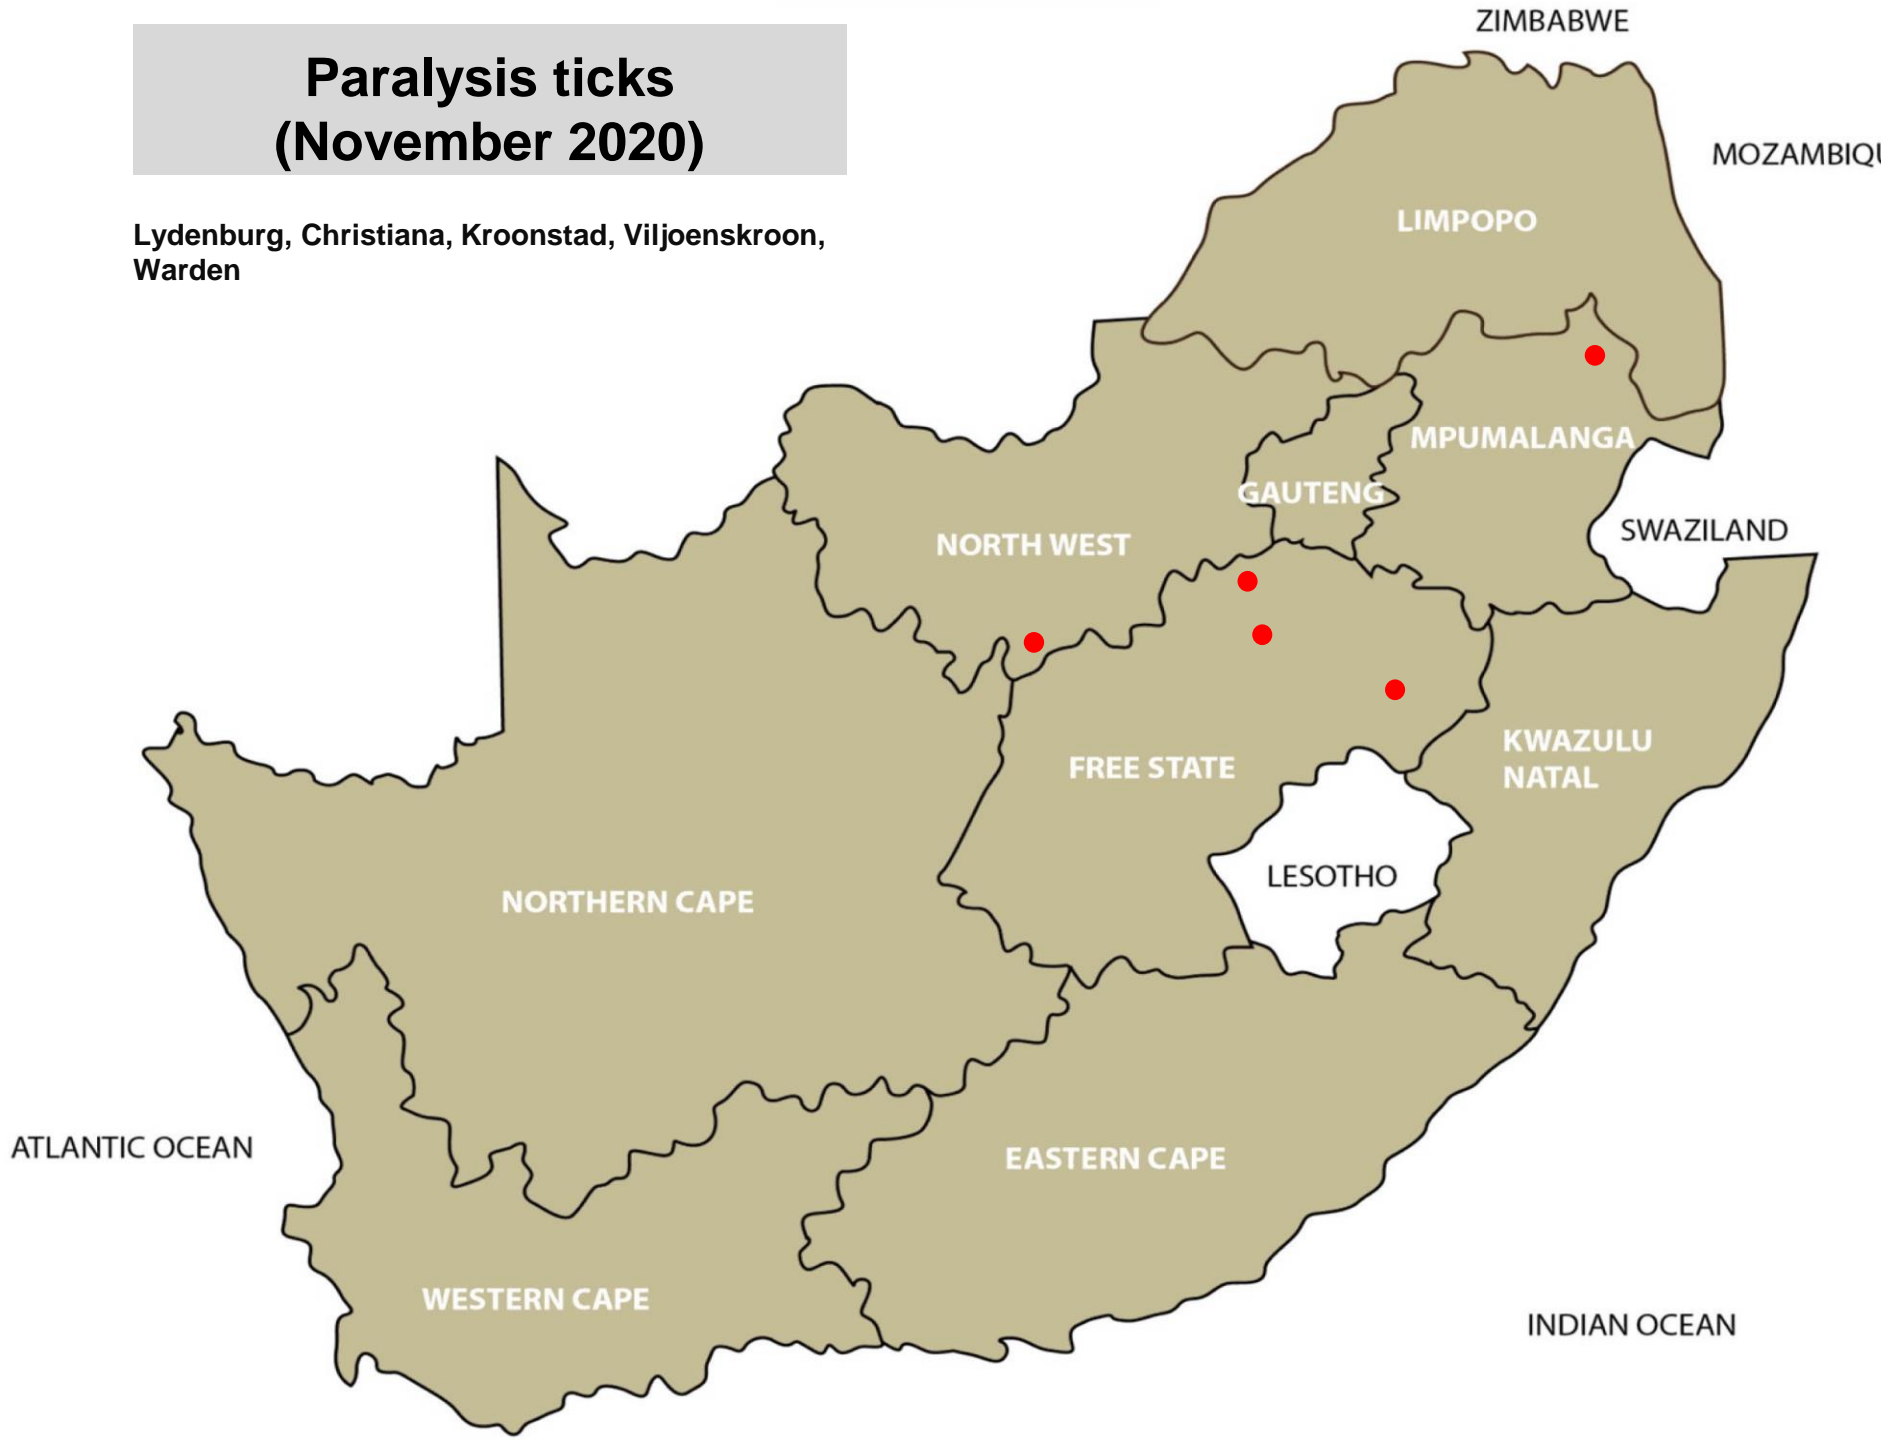 Paralysis ticks
(November 2020)
Lydenburg, Christiana, Kroonstad, Viljoenskroon,
Warden
ZIMBABWE
MOZAMBIQU
LIMPOPO
MPUMALANGA
GAUTENG
SWAZILAND
NORTH WEST
KWAZULU
NATAL
FREE STATE
LESOTHO
NORTHERN CAPE
ATLANTIC OCEAN
EASTERN CAPE
WESTERN CAPE
INDIAN OCEAN